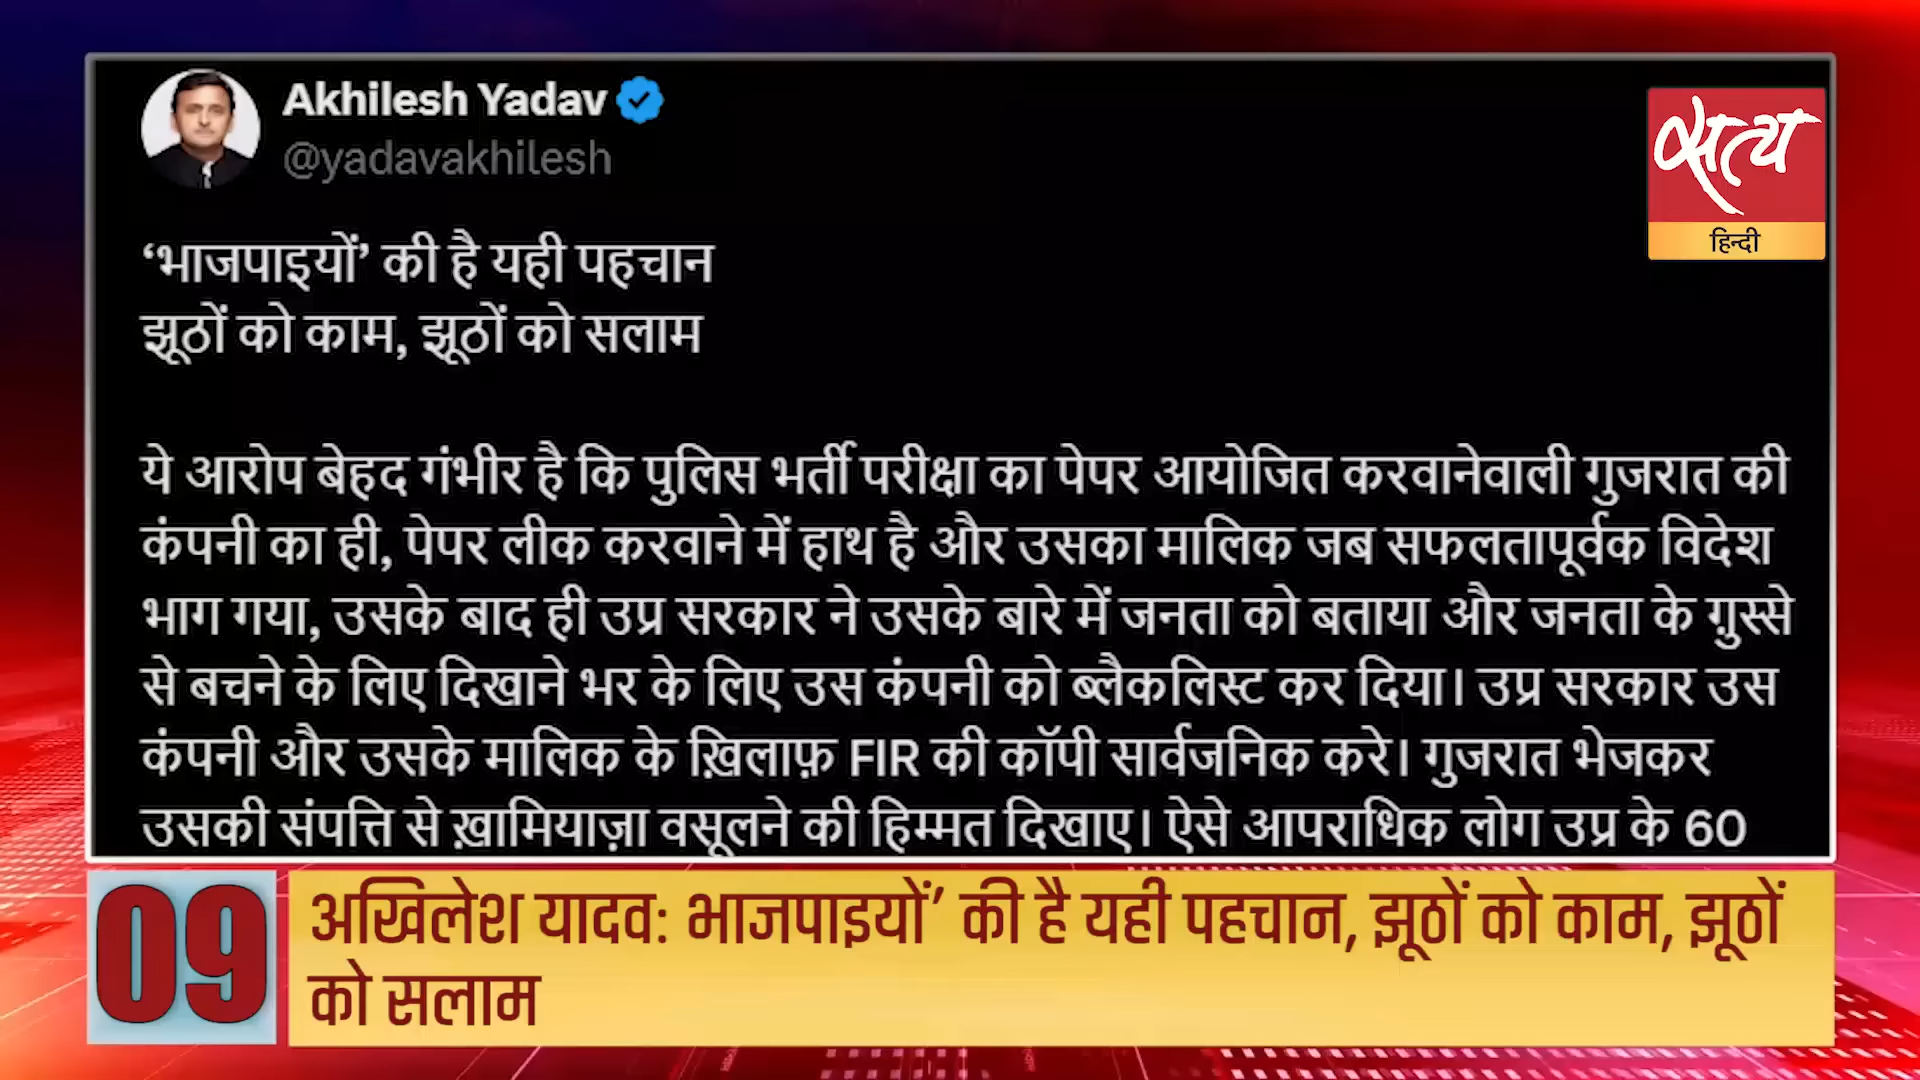 Akhilesh Yadav
@yadavakhilesh
सत्य
हिन्दी
‘भाजपाइयों’ की है यही पहचान
झूठों को काम, झूठों को सलाम
ये आरोप बेहद गंभीर है कि पुलिस भर्ती परीक्षा का पेपर आयोजित करवानेवाली गुजरात की
कंपनी का ही, पेपर लीक करवाने में हाथ है और उसका मालिक जब सफलतापूर्वक विदेश
भाग गया, उसके बाद ही उप्र सरकार ने उसके बारे में जनता को बताया और जनता के ग़ुस्से
से बचने के लिए दिखाने भर के लिए उस कंपनी को ब्लैकलिस्ट कर दिया। उप्र सरकार उस
कंपनी और उसके मालिक के ख़िलाफ़ FIR की कॉपी सार्वजनिक करे। गुजरात भेजकर
उसकी संपत्ति से ख़ामियाज़ा वसूलने की हिम्मत दिखाए। ऐसे आपराधिक लोग उप्र के 60
09
अखिलेश यादव: भाजपाइयों’ की है यही पहचान, झूठों को काम, झूठों
को सलाम